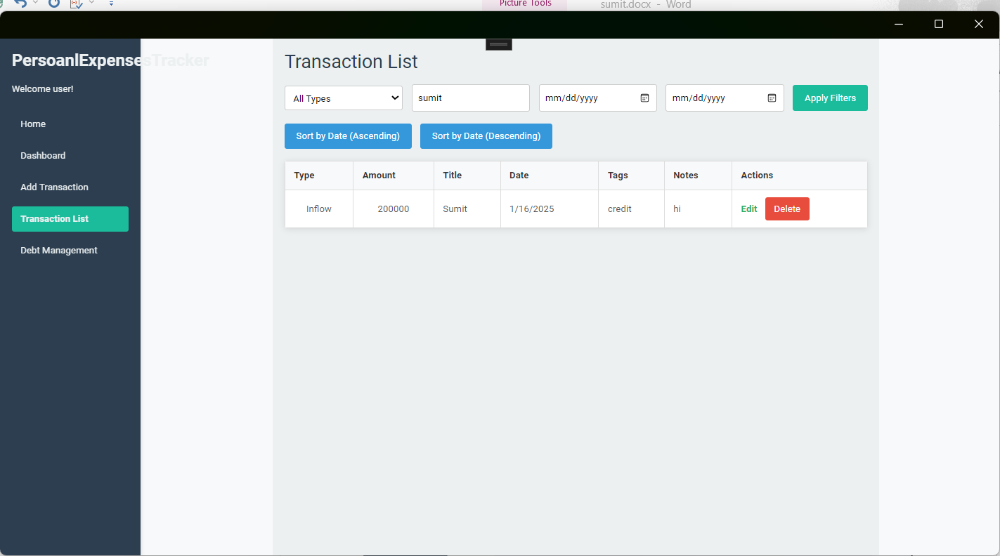 Picture Tools
sumit.docx - Word
PersoanlExpensesTracker
Welcome user!
Home
Dashboard
Add Transaction
Transaction List
Debt Management
Transaction List
All Types sumit mm/dd/yyyy mm/dd/yyyy Apply Filters
Sort by Date (Ascending) Sort by Date (Descending)
Type Amount Title Date Tags Notes Actions
Inflow 200000 Sumit 1/16/2025 credit hi Edit Delete